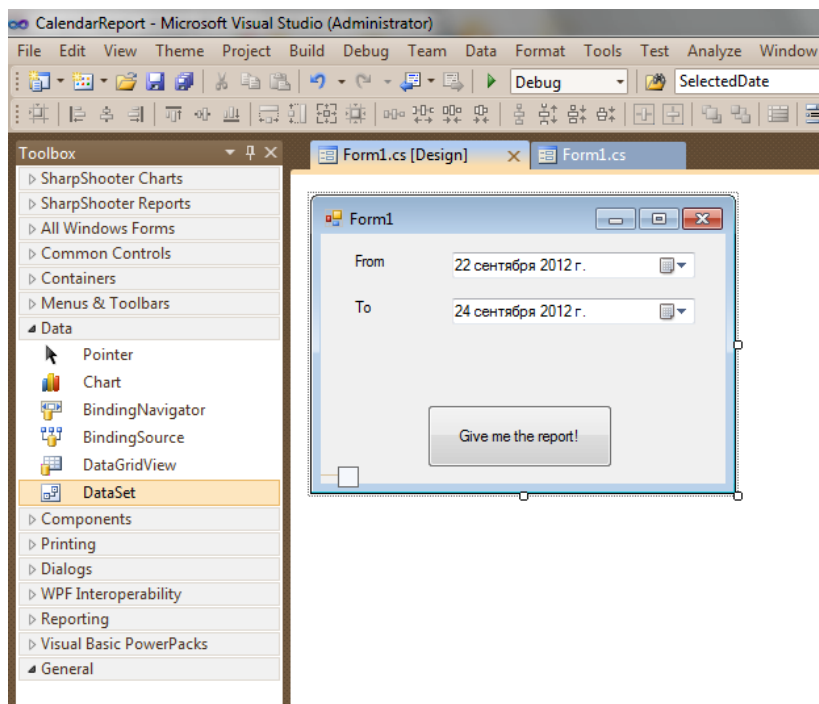 CalendarReport - Microsoft Visual Studio (Administrator)
File Edit View Theme Project Build Debug Team Data Format Tools Test Analyze Window
Debug SelectedDate
Toolbox
Form1.cs [Design] Form1.cs
SharpShooter Charts
SharpShooter Reports
All Windows Forms
Common Controls
Containers
Menus & Toolbars
Data
Pointer
Chart
BindingNavigator
BindingSource
DataGridView
DataSet
Components
Printing
Dialogs
WPF Interoperability
Reporting
Visual Basic PowerPacks
General
Form1
From 22 сентября 2012 г.
To 24 сентября 2012 г.
Give me the report!